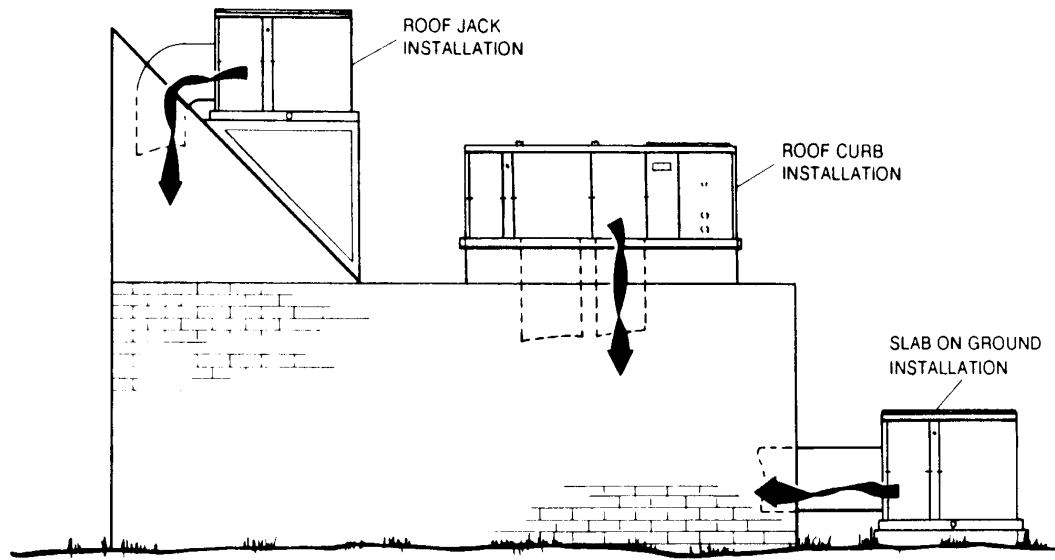 ROOF JACK
INSTALLATION
ROOF CURB
INSTALLATION
SLAB ON GROUND
INSTALLATION